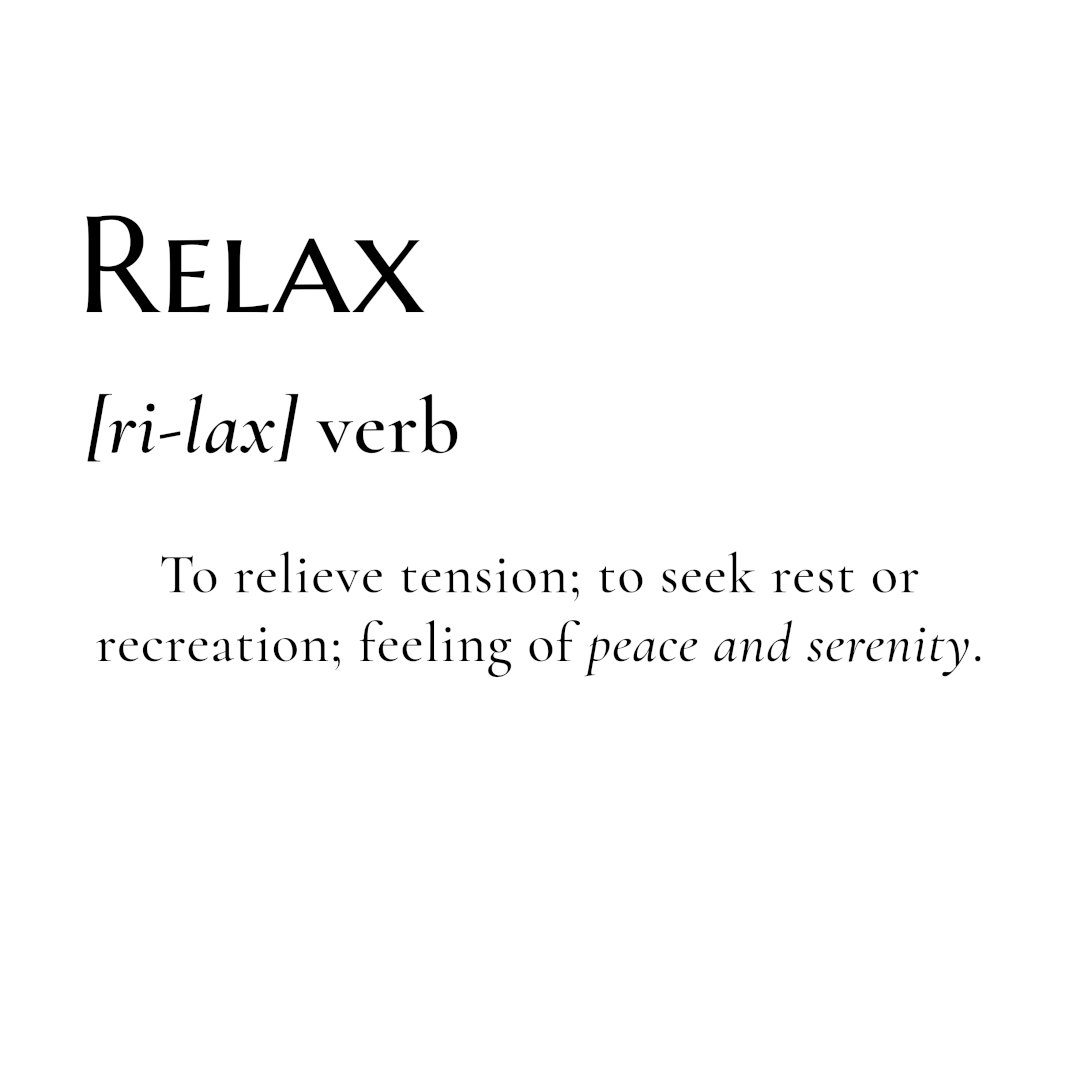 Relax
[ri-lax] verb
To relieve tension; to seek rest or
recreation; feeling of peace and serenity.